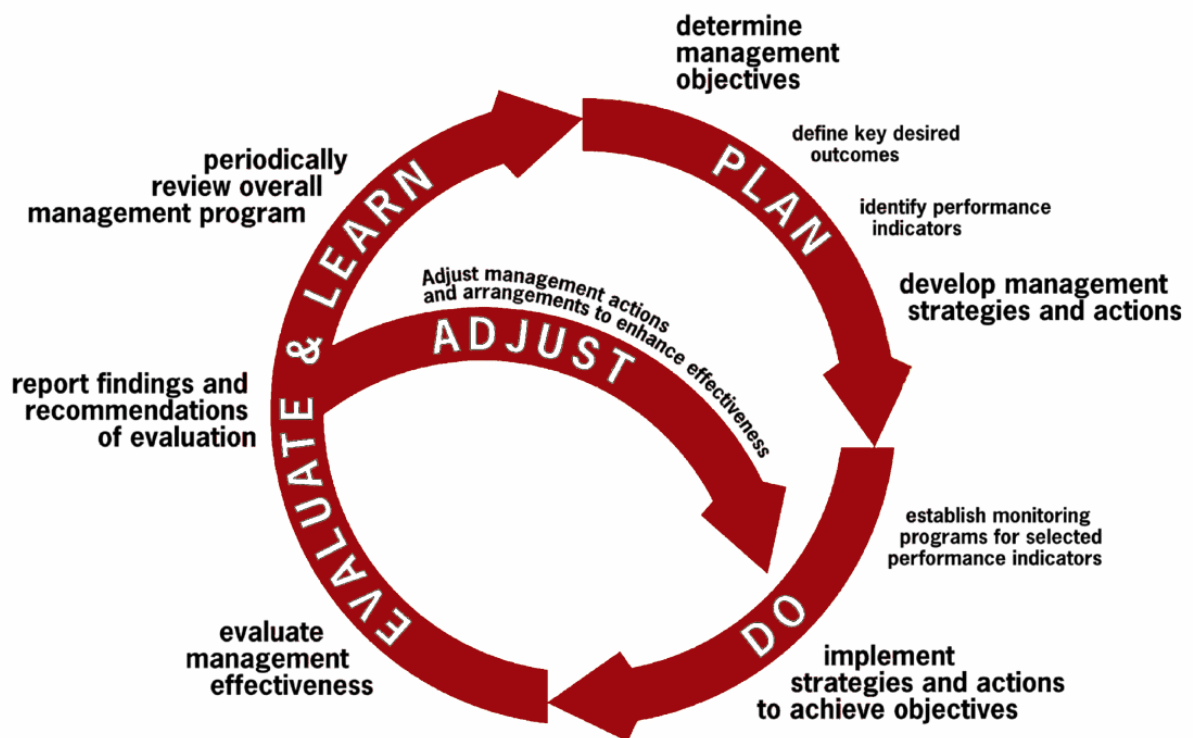 determine
management
objectives
PLAN
define key desired
outcomes
identify performance
indicators
develop management
strategies and actions
DO
establish monitoring
programs for selected
performance indicators
implement
strategies and actions
to achieve objectives
EVALUATE & LEARN
evaluate
management
effectiveness
report findings and
recommendations
of evaluation
periodically
review overall
management program
ADJUST
Adjust management actions
and arrangements to enhance effectiveness